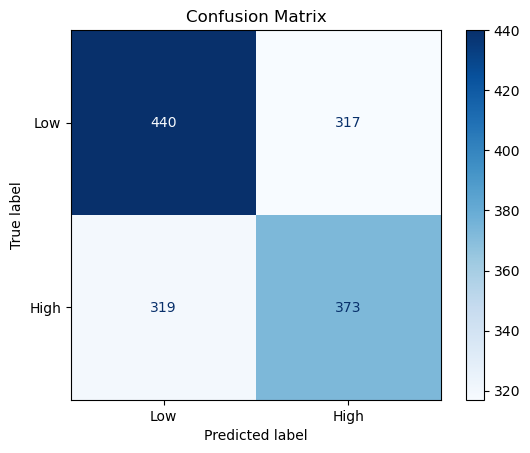 Confusion Matrix
True label
Low
High
440
317
319
373
Low
High
Predicted label
440
420
400
380
360
340
320